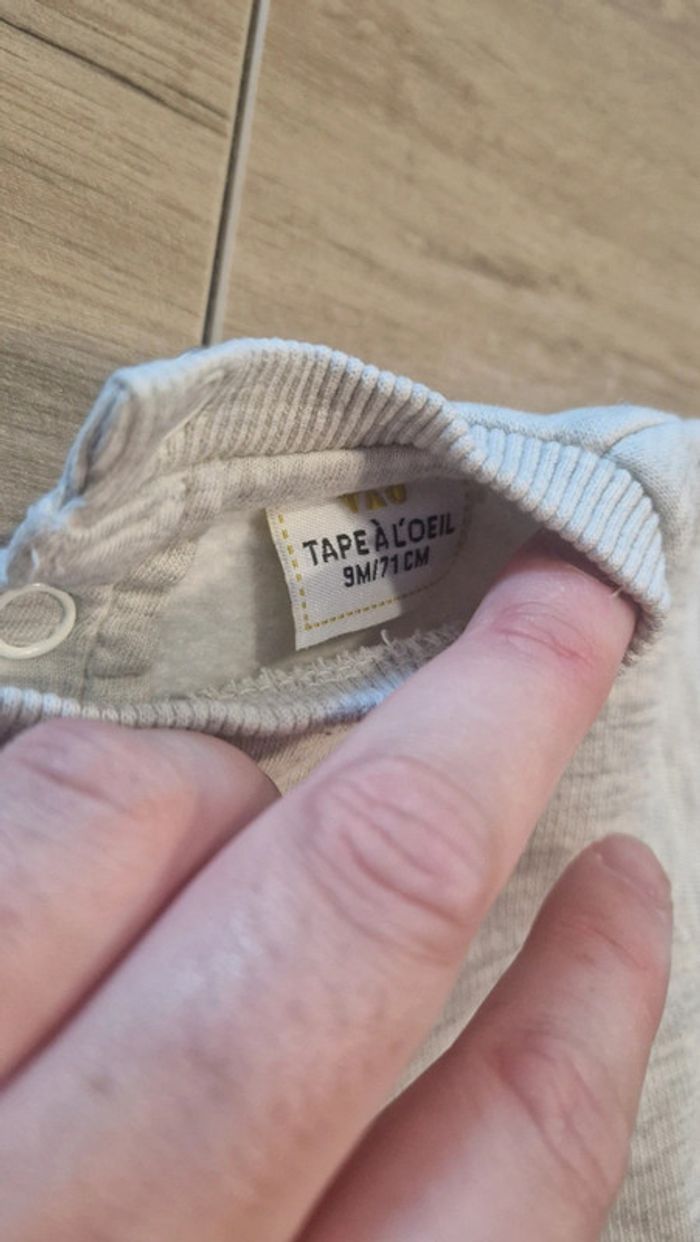 TAPE À L'OEIL
9M/71 CM